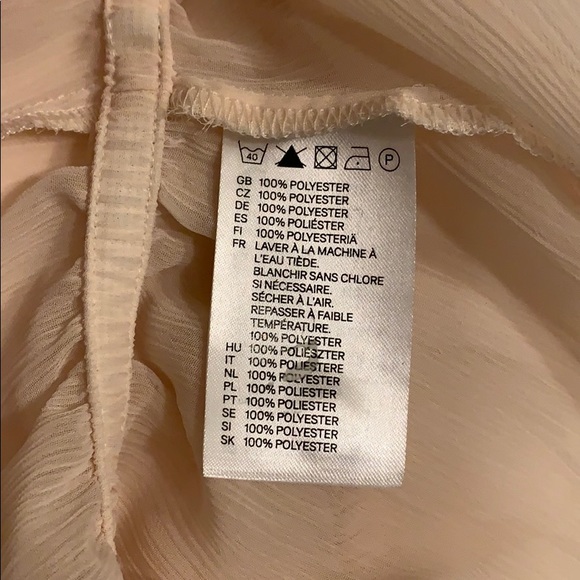 40 P
GB 100% POLYESTER
CZ 100% POLYESTER
DE 100% POLYESTER
ES 100% POLIÉSTER
FI 100% POLYESTERIÄ
FR LAVER À LA MACHINE À
L'EAU TIÈDE.
BLANCHIR SANS CHLORE
SI NÉCESSAIRE.
SÉCHER À L'AIR.
REPASSER À FAIBLE
TEMPÉRATURE.
100% POLYESTER
HU 100% POLIÉSZTER
IT 100% POLIESTERE
NL 100% POLYESTER
PL 100% POLIESTER
PT 100% POLIÉSTER
SE 100% POLYESTER
SI 100% POLIESTER
SK 100% POLYESTER